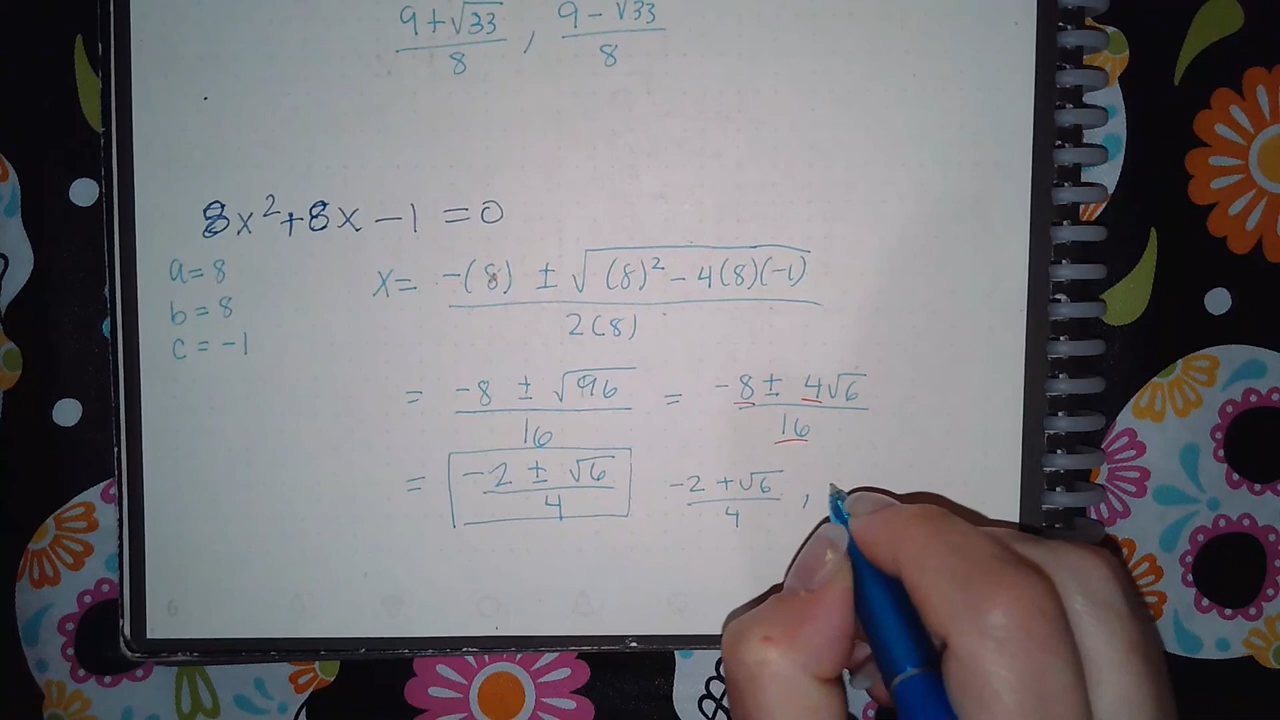 9+√33/8 , 9-√33/8
8x²+8x-1=0
a=8
b=8
c=-1
x= -(8) ± √(8)²-4(8)(-1) / 2(8)
= -8 ± √96 / 16 = -8± 4√6 / 16
= -2 ± √6 / 4 -2+√6 / 4 ,
6